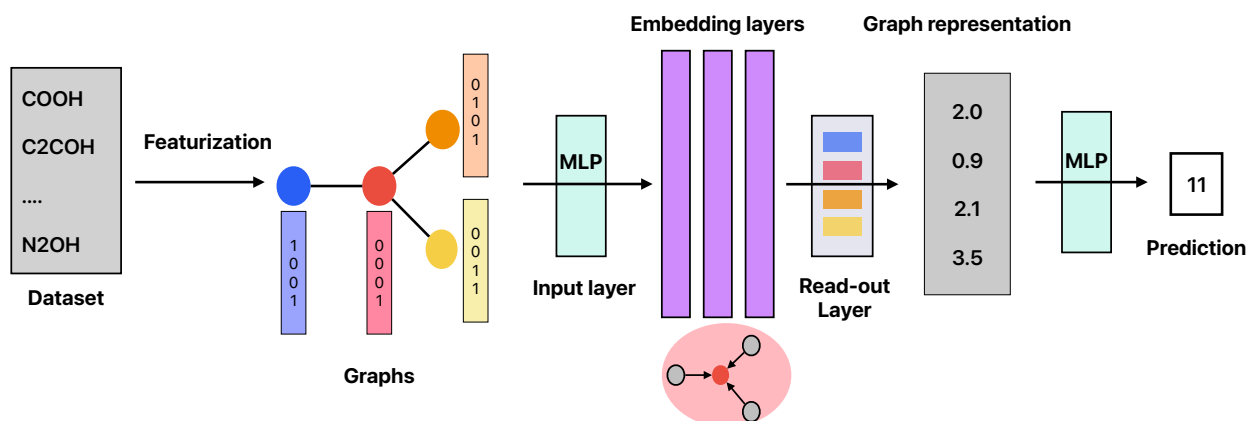 Embedding layers
Graph representation
COOH
C2COH
....
N2OH
Dataset
Featurization
1
0
0
1
0
0
0
1
0
1
0
1
0
0
1
1
Graphs
MLP
Input layer
Read-out
Layer
2.0
0.9
2.1
3.5
MLP
11
Prediction